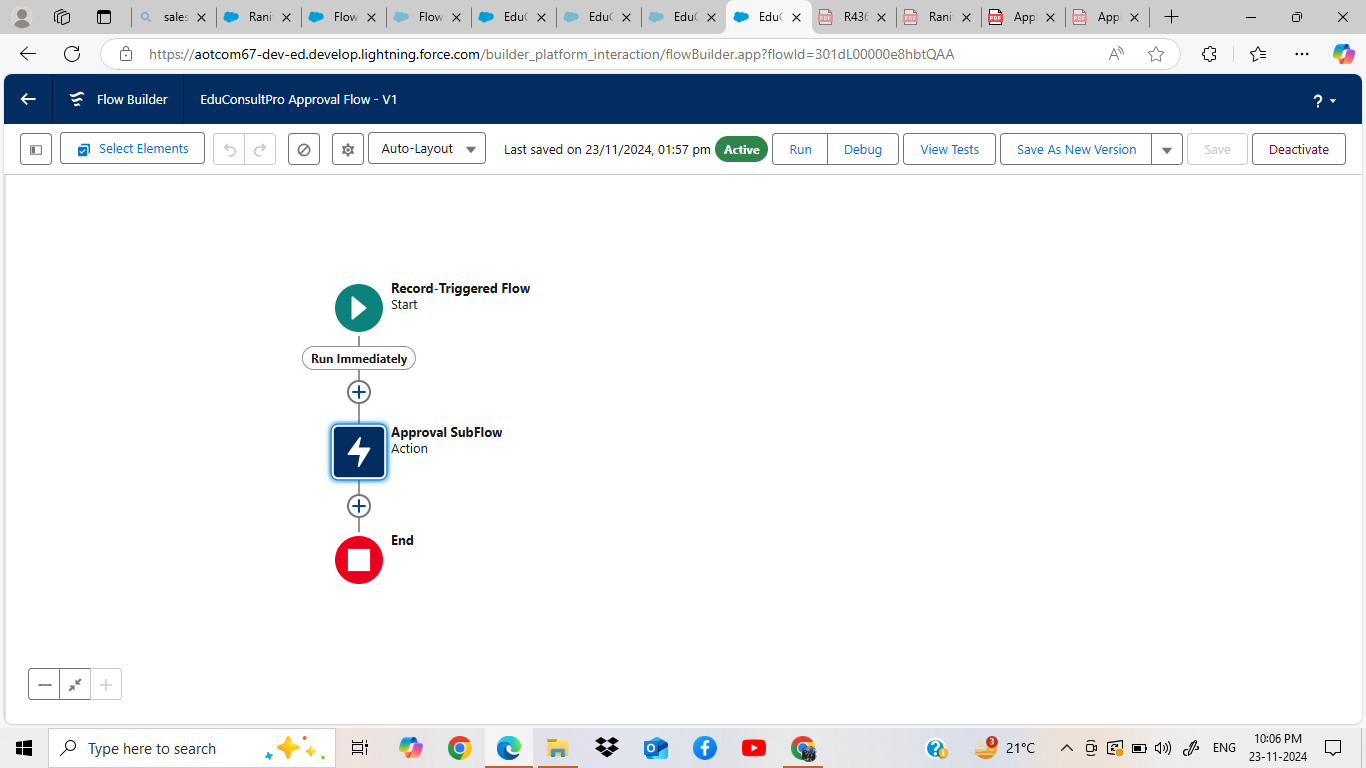 sales
Rani
Flow
Flow
EduC
EduC
EduC
EduC
R436
Rani
Appl
Appl
https://aotcom67-dev-ed.develop.lightning.force.com/builder_platform_interaction/flowBuilder.app?flowId=301dL00000e8hbtQAA
Flow Builder
EduConsultPro Approval Flow - V1
?
Select Elements
Auto-Layout
Last saved on 23/11/2024, 01:57 pm
Active
Run
Debug
View Tests
Save As New Version
Save
Deactivate
Record-Triggered Flow
Start
Run Immediately
Approval SubFlow
Action
End
Type here to search
3
21°C
ENG
10:06 PM
23-11-2024